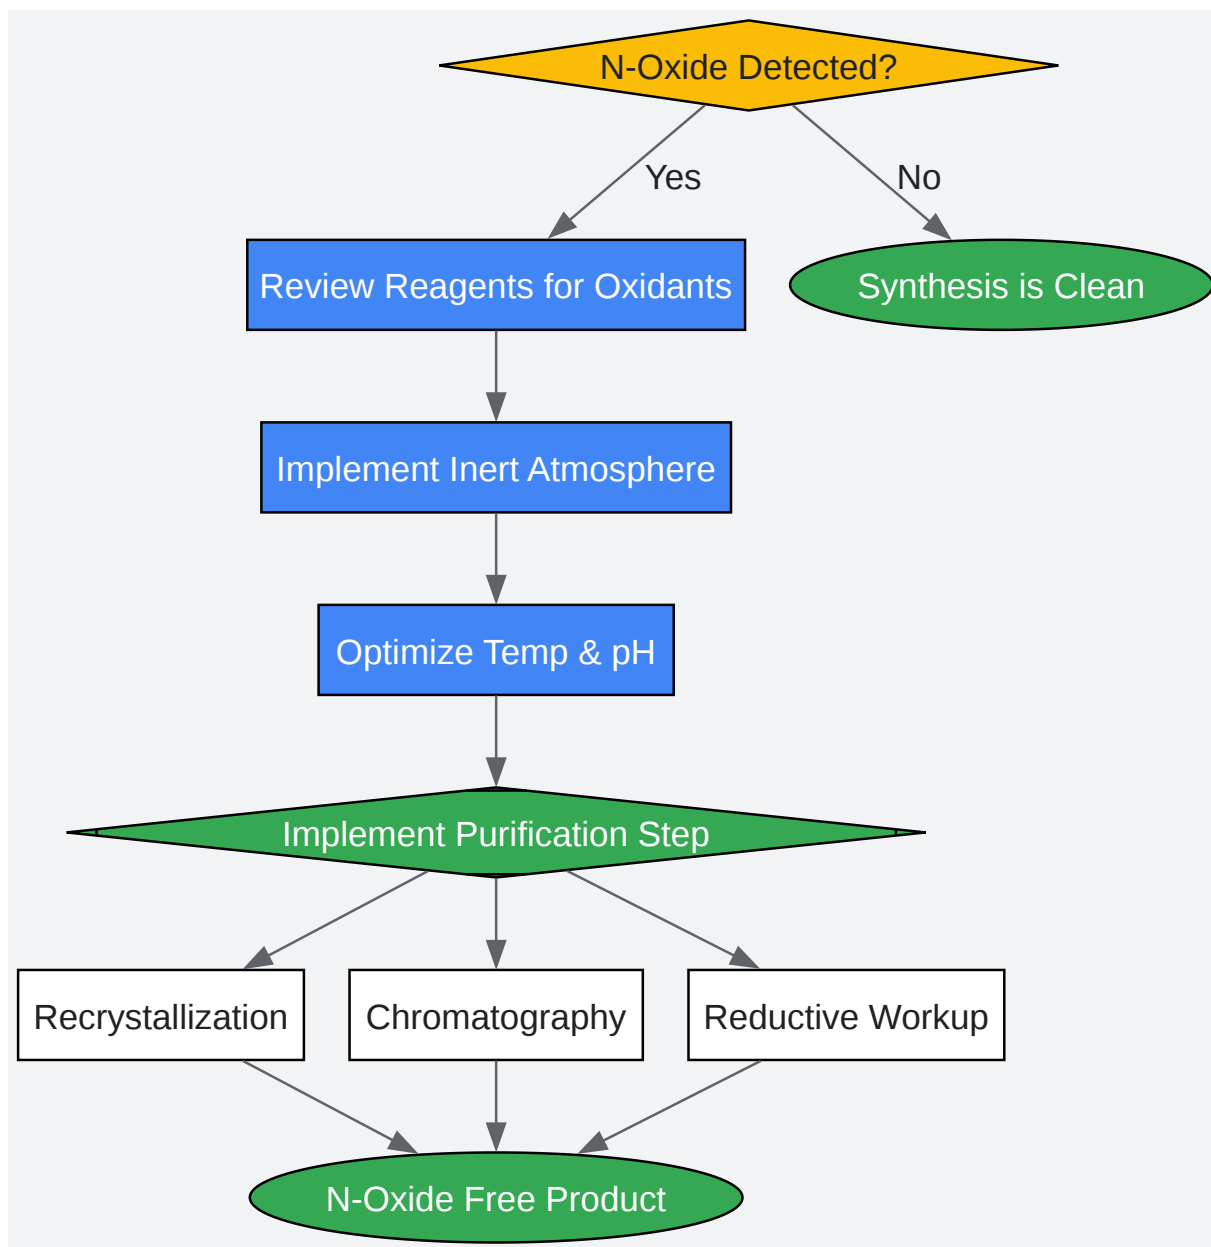 N-Oxide Detected?
Yes
No
Review Reagents for Oxidants
Synthesis is Clean
Implement Inert Atmosphere
Optimize Temp & pH
Implement Purification Step
Recrystallization
Chromatography
Reductive Workup
N-Oxide Free Product